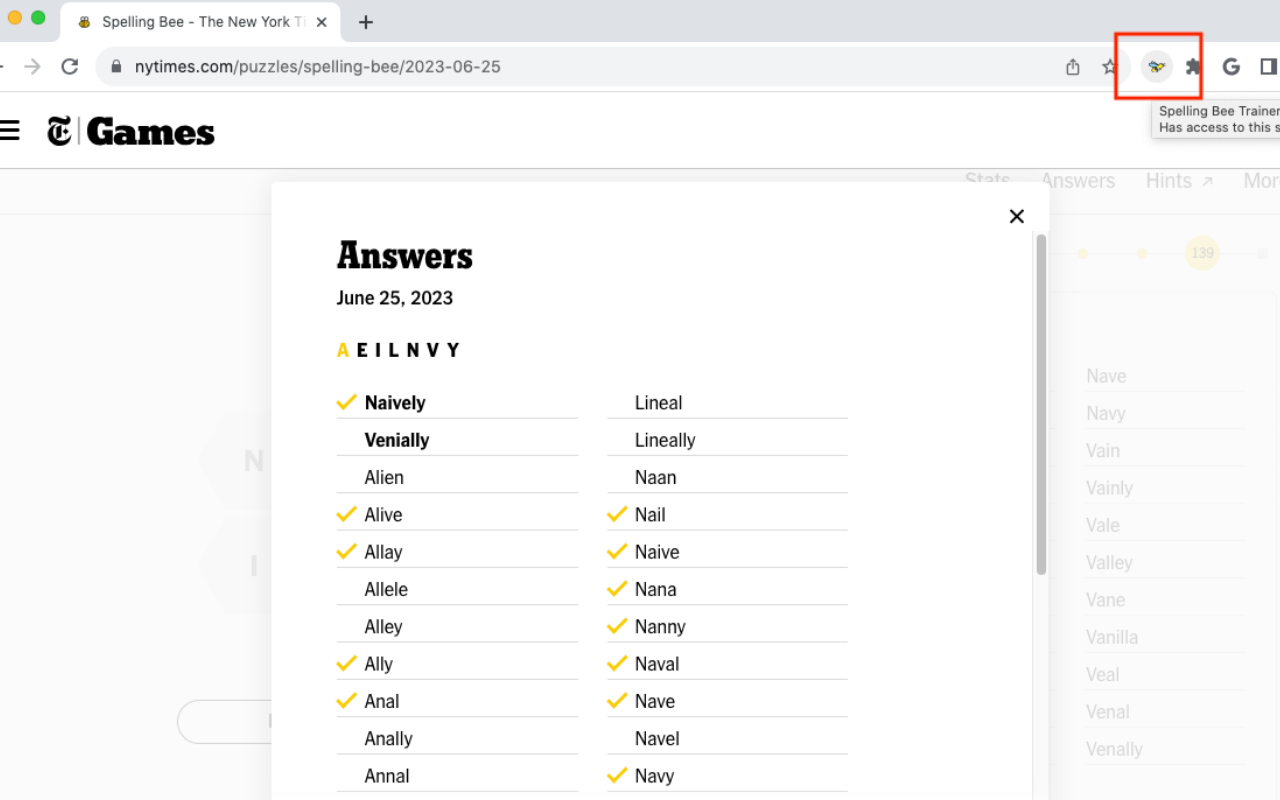 Spelling Bee - The New York Ti
nytimes.com/puzzles/spelling-bee/2023-06-25
Spelling Bee Trainer
Has access to this s
Games
Stats Answers Hints Mor
Answers
139
June 25, 2023
A E I L N V Y
Naively
Venially
Alien
Alive
Allay
Allele
Alley
Ally
Anal
Anally
Annal
Lineal
Lineally
Naan
Nail
Naive
Nana
Nanny
Naval
Nave
Navel
Navy
Nave
Navy
Vain
Vainly
Vale
Valley
Vane
Vanilla
Veal
Venal
Venally
N
I